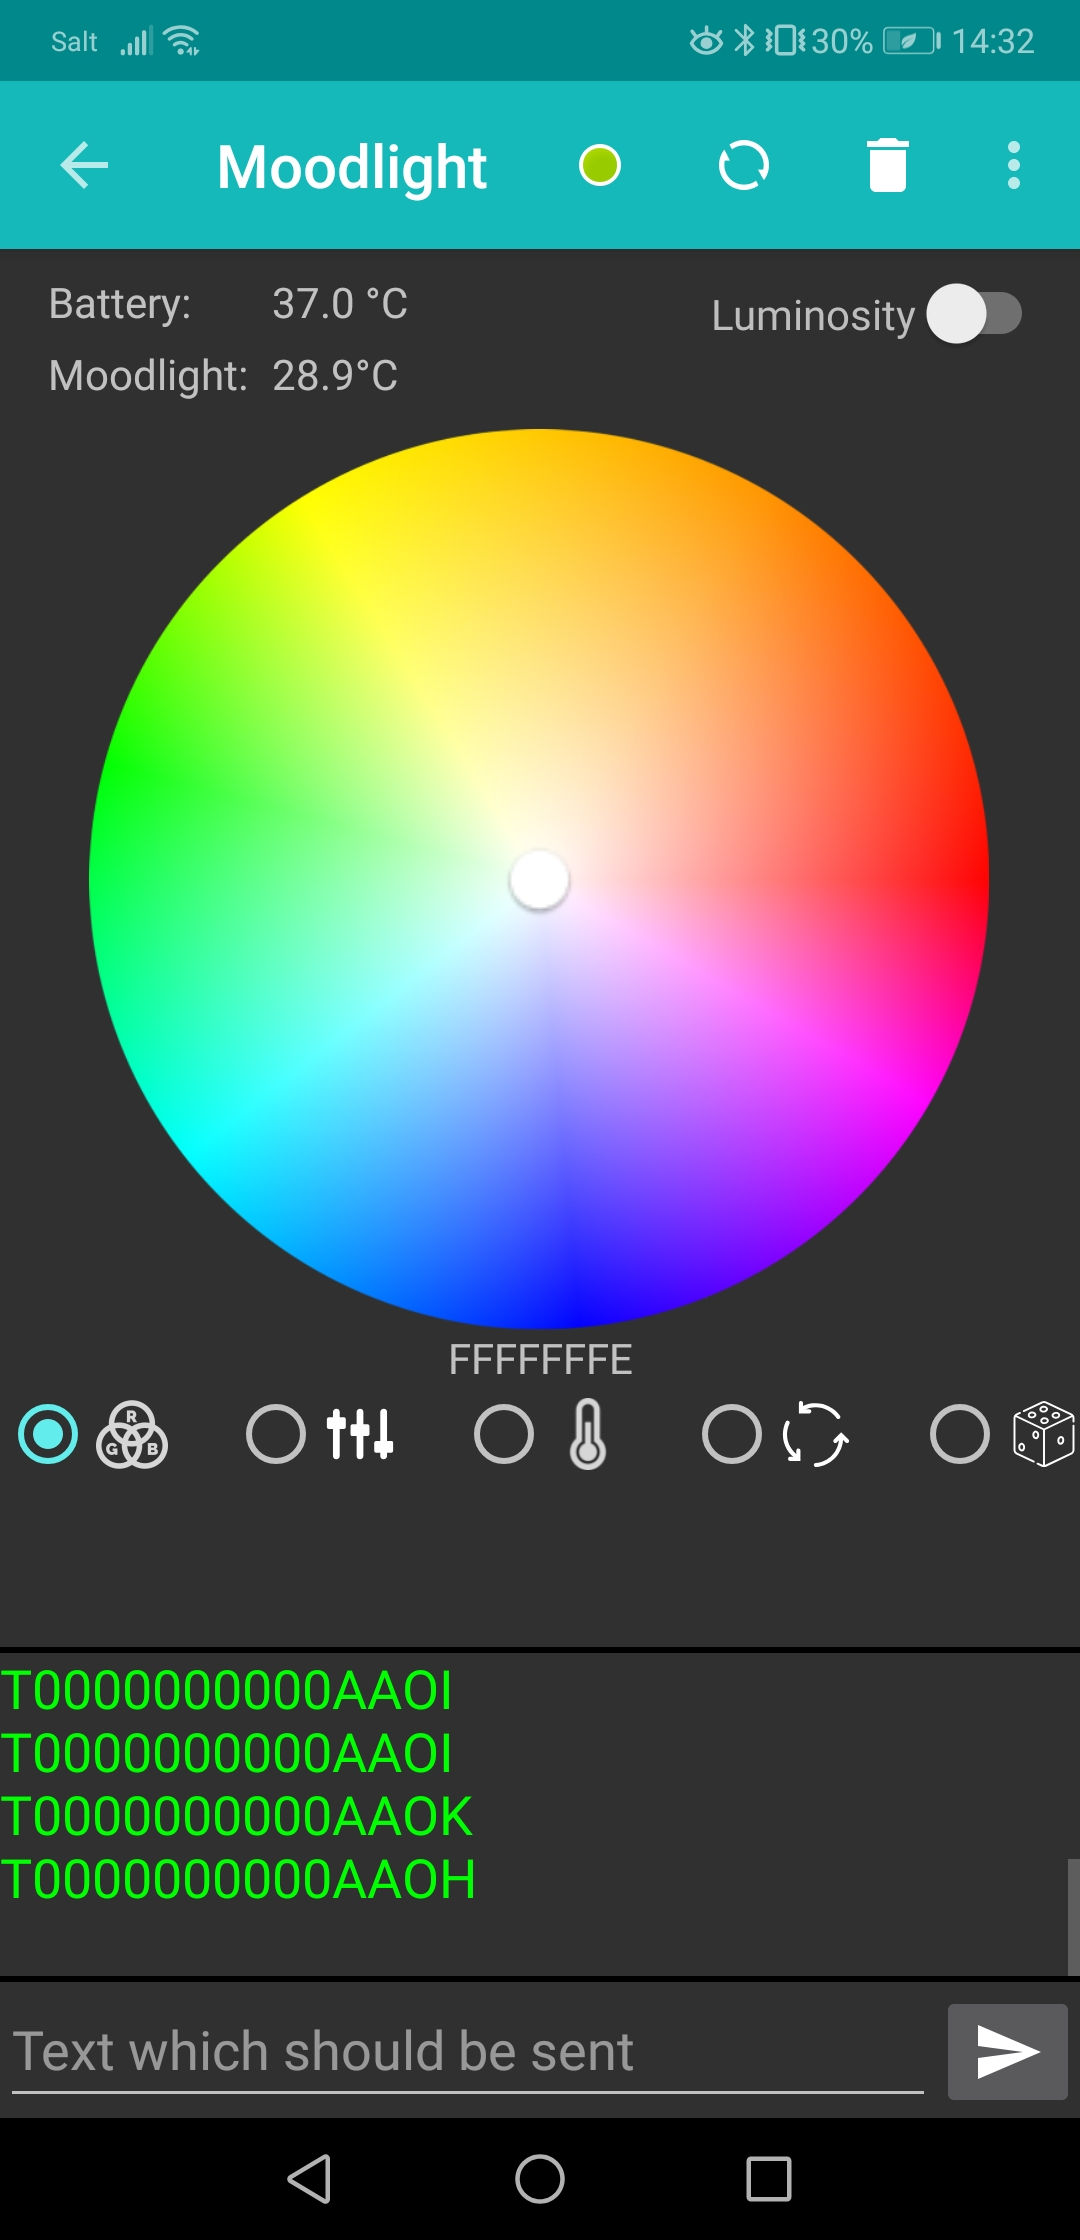 Salt 30% 14:32
Moodlight
Battery: 37.0 °C
Luminosity
Moodlight: 28.9°C
FFFFFFFE
R
G B
T0000000000AAOI
T0000000000AAOI
T0000000000AAOK
T0000000000AAOH
Text which should be sent